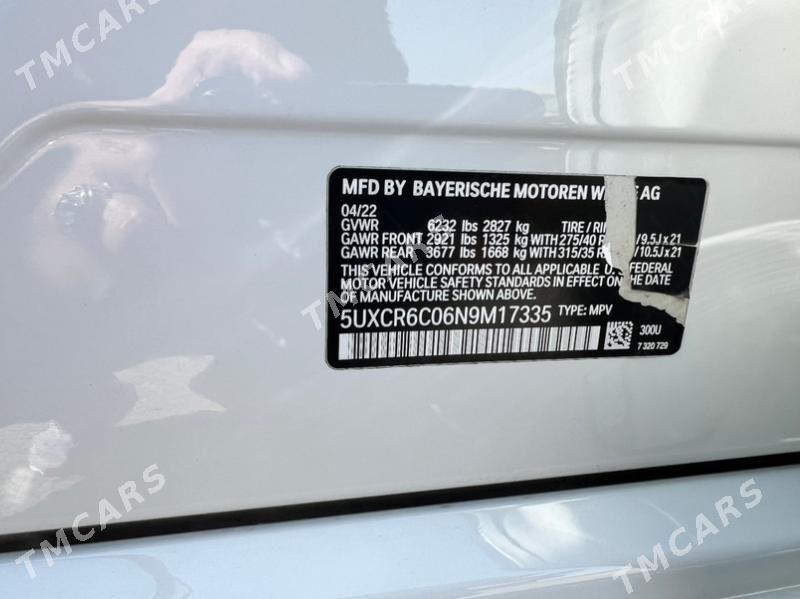 TMCARS
TMCARS
MFD BY BAYERISCHE MOTOREN AG
04/22
GVWR 6232 lbs 2827 kg TIRE /
GAWR FRONT 2921 lbs 1325 kg WITH 275/40 / 9.5J x 21
GAWR REAR 3677 lbs 1668 kg WITH 315/35 / 10.5J x 21
THIS VEHICLE CONFORMS TO ALL APPLICABLE FEDERAL
MOTOR VEHICLE SAFETY STANDARDS IN EFFECT ON THE DATE
OF MANUFACTURE SHOWN ABOVE.
5UXCR6C06N9M17335 TYPE: MPV
300U
7 320 729
TMCARS
TMCARS
TMCARS